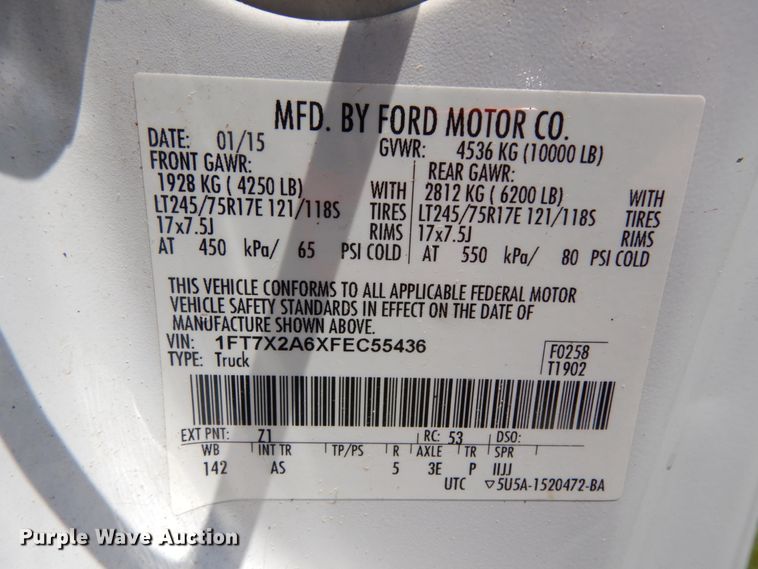 MFD. BY FORD MOTOR CO.
DATE: 01/15 GVWR: 4536 KG (10000 LB)
FRONT GAWR: REAR GAWR:
1928 KG ( 4250 LB) WITH 2812 KG ( 6200 LB) WITH
LT245/75R17E 121/118S TIRES LT245/75R17E 121/118S TIRES
17x7.5J RIMS 17x7.5J RIMS
AT 450 kPa/ 65 PSI COLD AT 550 kPa/ 80 PSI COLD
THIS VEHICLE CONFORMS TO ALL APPLICABLE FEDERAL MOTOR
VEHICLE SAFETY STANDARDS IN EFFECT ON THE DATE OF
MANUFACTURE SHOWN ABOVE.
VIN: 1FT7X2A6XFEC55436
TYPE: Truck
F0258
T1902
EXT PNT: Z1 RC: 53 DSO:
WB INT TR TP/PS R AXLE TR SPR
142 AS 5 3E P IIJJ
UTC ▽5U5A-1520472-BA
Purple Wave Auction